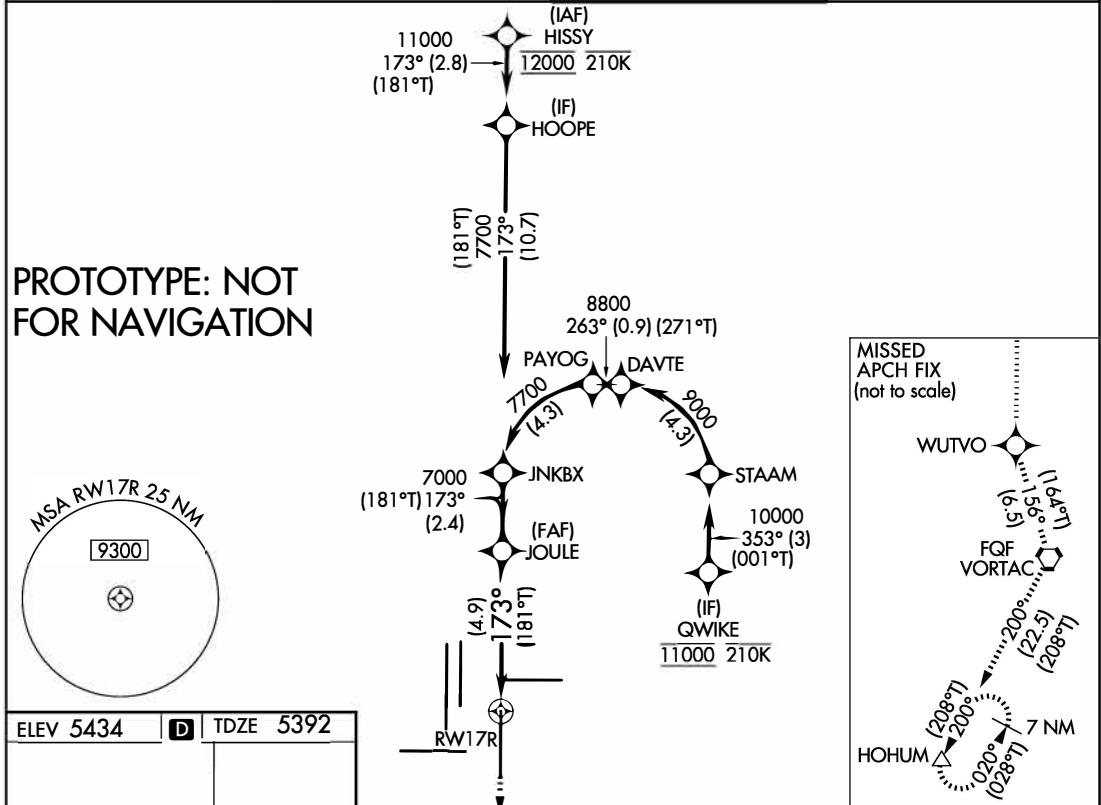 (IAF)
HISSY
12000 210K
11000
173° (2.8)
(181°T)
(IF)
HOOPE
(181°T)
7700
173°
(10.7)
PROTOTYPE: NOT
FOR NAVIGATION
8800
263° (0.9) (271°T)
PAYOG
DAVTE
7700
(4.3)
9000
(4.3)
JNKBX
STAAM
7000
(181°T) 173°
(2.4)
(FAF)
JOULE
10000
353° (3)
(001°T)
(IF)
QWIKE
11000 210K
(4.9)
173°
(181°T)
RW17R
MSA RW17R 25 NM
9300
ELEV 5434
D
TDZE 5392
MISSED
APCH FIX
(not to scale)
WUTVO
(164°T)
156°
(6.5)
FQF
VORTAC
200°
(22.5)
(208°T)
(208°T)
200°
7 NM
HOHUM
020°
(028°T)